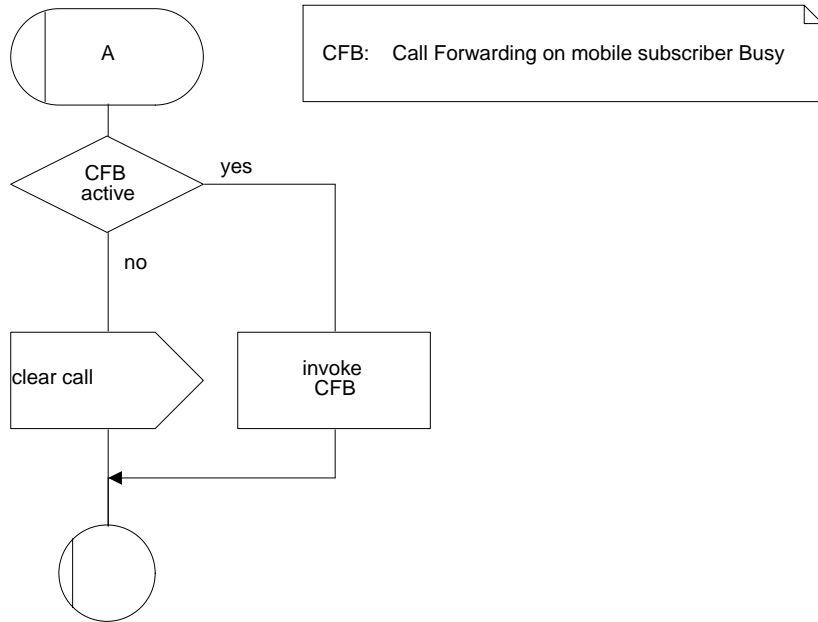 A
CFB: Call Forwarding on mobile subscriber Busy
CFB
active
yes
no
clear call
invoke
CFB